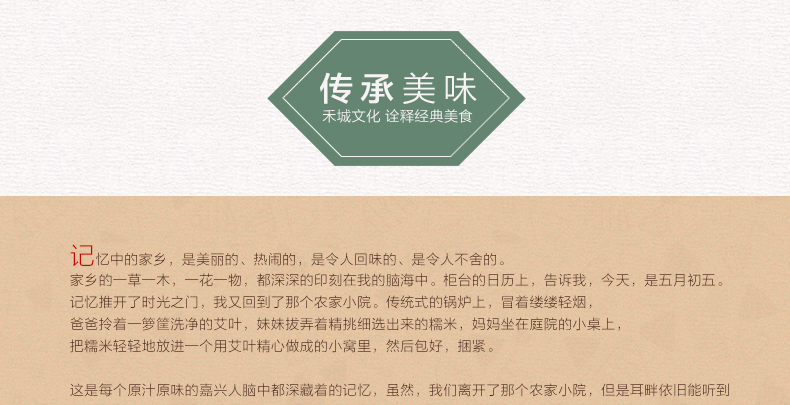 传承美味
禾城文化 诠释经典美食
记忆中的家乡，是美丽的、热闹的，是令人回味的、是令人不舍的。
家乡的一草一木，一花一物，都深深的印刻在我的脑海中。柜台的日历上，告诉我，今天，是五月初五。
记忆推开了时光之门，我又回到了那个农家小院。传统式的锅炉上，冒着缕缕轻烟，
爸爸拎着一箩筐洗净的艾叶，妹妹拔弄着精挑细选出来的糯米，妈妈坐在庭院的小桌上，
把糯米轻轻地放进一个用艾叶精心做成的小窝里，然后包好，捆紧。
这是每个原汁原味的嘉兴人脑中都深藏着的记忆，虽然，我们离开了那个农家小院，但是耳畔依旧能听到